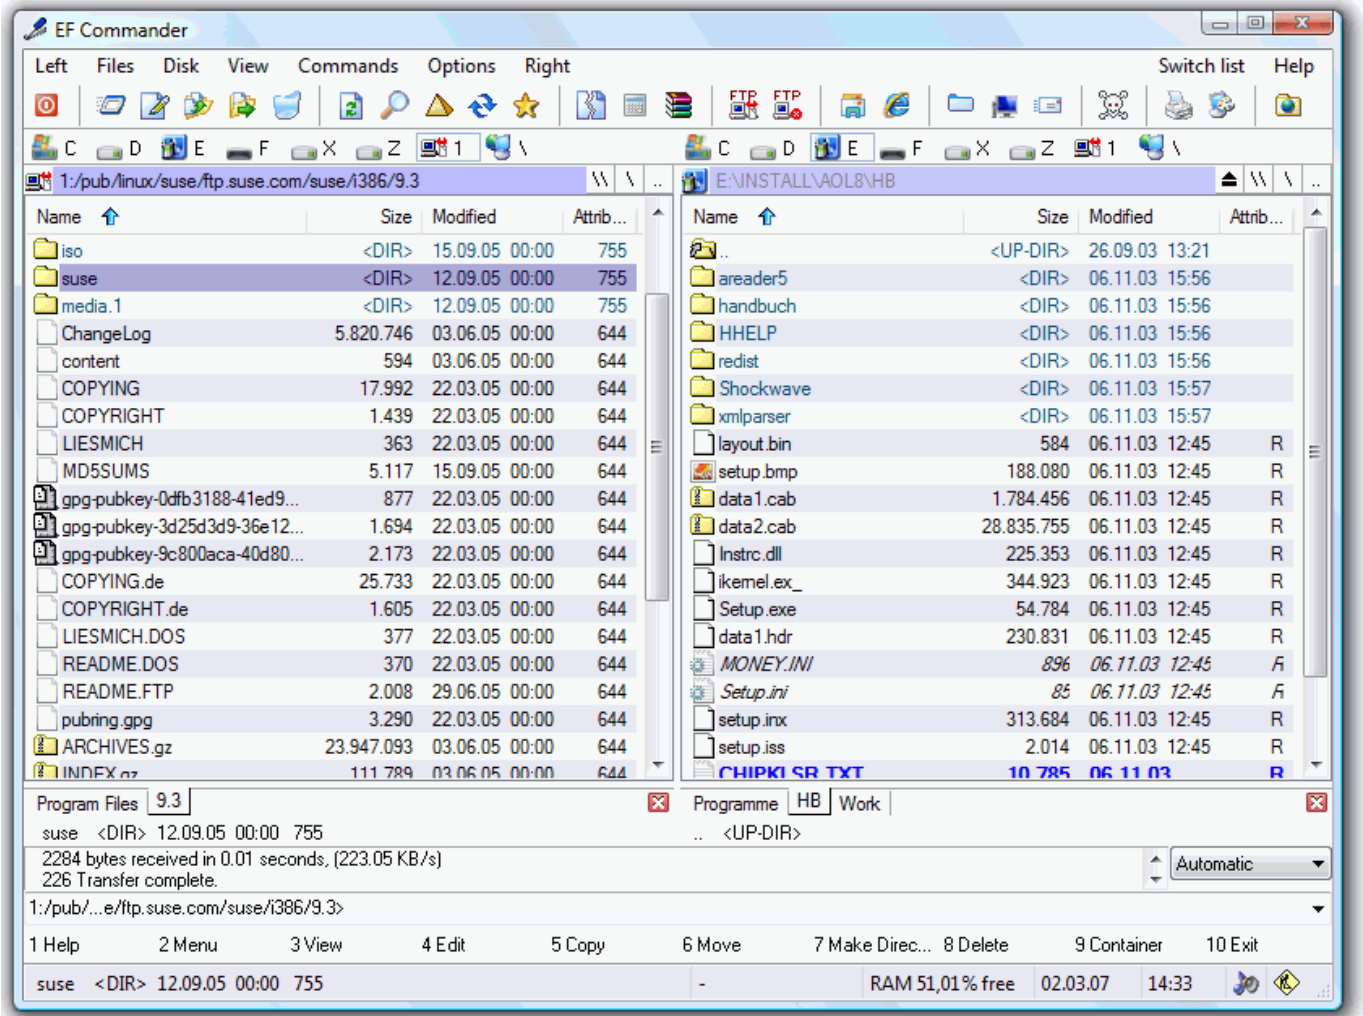 EF Commander
Left Files Disk View Commands Options Right Switch list Help
FTP FTP
C D E F X Z 1 \ C D E F X Z 1 \
1:/pub/linux/suse/ftp.suse.com/suse/i386/9.3 \\ \ .. E:\INSTALL\AOL8\HB \\ \ ..
Name Size Modified Attrib... Name Size Modified Attrib...
iso <DIR> 15.09.05 00:00 755 .. <UP-DIR> 26.09.03 13:21
suse <DIR> 12.09.05 00:00 755 areader5 <DIR> 06.11.03 15:56
media.1 <DIR> 12.09.05 00:00 755 handbuch <DIR> 06.11.03 15:56
ChangeLog 5.820.746 03.06.05 00:00 644 HHELP <DIR> 06.11.03 15:56
content 594 03.06.05 00:00 644 redist <DIR> 06.11.03 15:56
COPYING 17.992 22.03.05 00:00 644 Shockwave <DIR> 06.11.03 15:57
COPYRIGHT 1.439 22.03.05 00:00 644 xmlparser <DIR> 06.11.03 15:57
LIESMICH 363 22.03.05 00:00 644 layout.bin 584 06.11.03 12:45 R
MD5SUMS 5.117 15.09.05 00:00 644 setup.bmp 188.080 06.11.03 12:45 R
gpg-pubkey-0dfb3188-41ed9... 877 22.03.05 00:00 644 data1.cab 1.784.456 06.11.03 12:45 R
gpg-pubkey-3d25d3d9-36e12... 1.694 22.03.05 00:00 644 data2.cab 28.835.755 06.11.03 12:45 R
gpg-pubkey-9c800aca-40d80... 2.173 22.03.05 00:00 644 Instrc.dll 225.353 06.11.03 12:45 R
COPYING.de 25.733 22.03.05 00:00 644 ikernel.ex_ 344.923 06.11.03 12:45 R
COPYRIGHT.de 1.605 22.03.05 00:00 644 Setup.exe 54.784 06.11.03 12:45 R
LIESMICH.DOS 377 22.03.05 00:00 644 data1.hdr 230.831 06.11.03 12:45 R
README.DOS 370 22.03.05 00:00 644 MONEY.INI 896 06.11.03 12:45 R
README.FTP 2.008 29.06.05 00:00 644 Setup.ini 85 06.11.03 12:45 R
pubring.gpg 3.290 22.03.05 00:00 644 setup.inx 313.684 06.11.03 12:45 R
ARCHIVES.gz 23.947.093 03.06.05 00:00 644 setup.iss 2.014 06.11.03 12:45 R
INDEX.gz 111.789 03.06.05 00:00 644 CHIPKLSR.TXT 10.785 06.11.03 R
Program Files 9.3 Programme HB Work
suse <DIR> 12.09.05 00:00 755 .. <UP-DIR>
2284 bytes received in 0.01 seconds, (223.05 KB/s)
226 Transfer complete.
Automatic
1:/pub/...e/ftp.suse.com/suse/i386/9.3>
1 Help 2 Menu 3 View 4 Edit 5 Copy 6 Move 7 Make Direc... 8 Delete 9 Container 10 Exit
suse <DIR> 12.09.05 00:00 755 - RAM 51,01% free 02.03.07 14:33